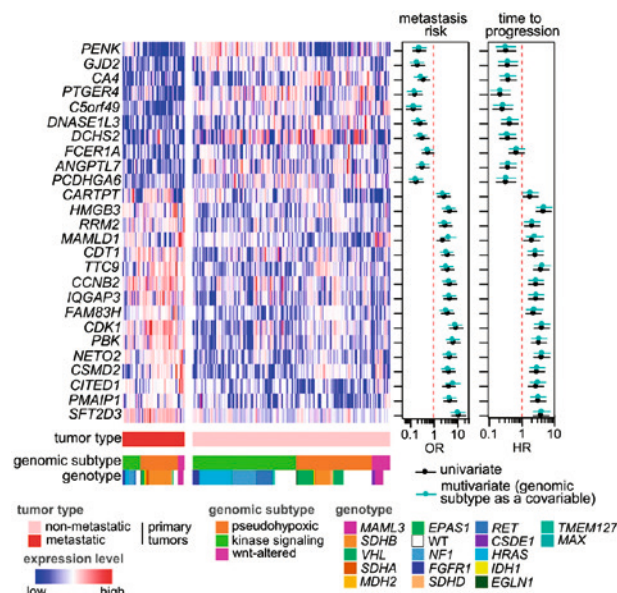 metastasis risk
time to progression
PENK
GJD2
CA4
PTGER4
C5orf49
DNASE1L3
DCHS2
FCER1A
ANGPTL7
PCDHGA6
CARTPT
HMGB3
RRM2
MAMLD1
CDT1
TTC9
CCNB2
IQGAP3
FAM83H
CDK1
PBK
NETO2
CSMD2
CITED1
PMAIP1
SFT2D3
0.1 1 10
OR
0.1 1 10
HR
tumor type
genomic subtype
genotype
univariate
mutivariate (genomic
subtype as a covariable)
tumor type
non-metastatic
metastatic
primary
tumors
expression level
low high
genomic subtype
pseudohypoxic
kinase signaling
wnt-altered
genotype
MAML3
SDHB
VHL
SDHA
MDH2
EPAS1
WT
NF1
FGFR1
SDHD
RET
CSDE1
HRAS
IDH1
EGLN1
TMEM127
MAX